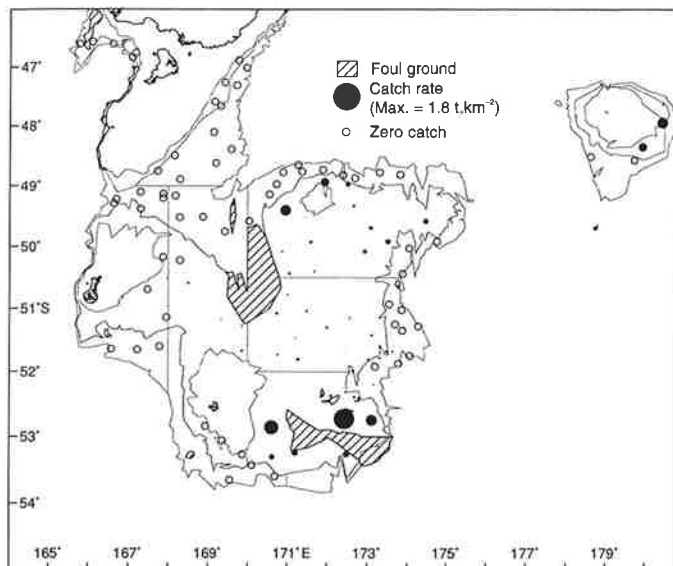 47°
48°
49°
50°
51°S
52°
53°
54°
Foul ground
Catch rate
(Max. = 1.8 t.km⁻²)
Zero catch
165° 167° 169° 171°E 173° 175° 177° 179°